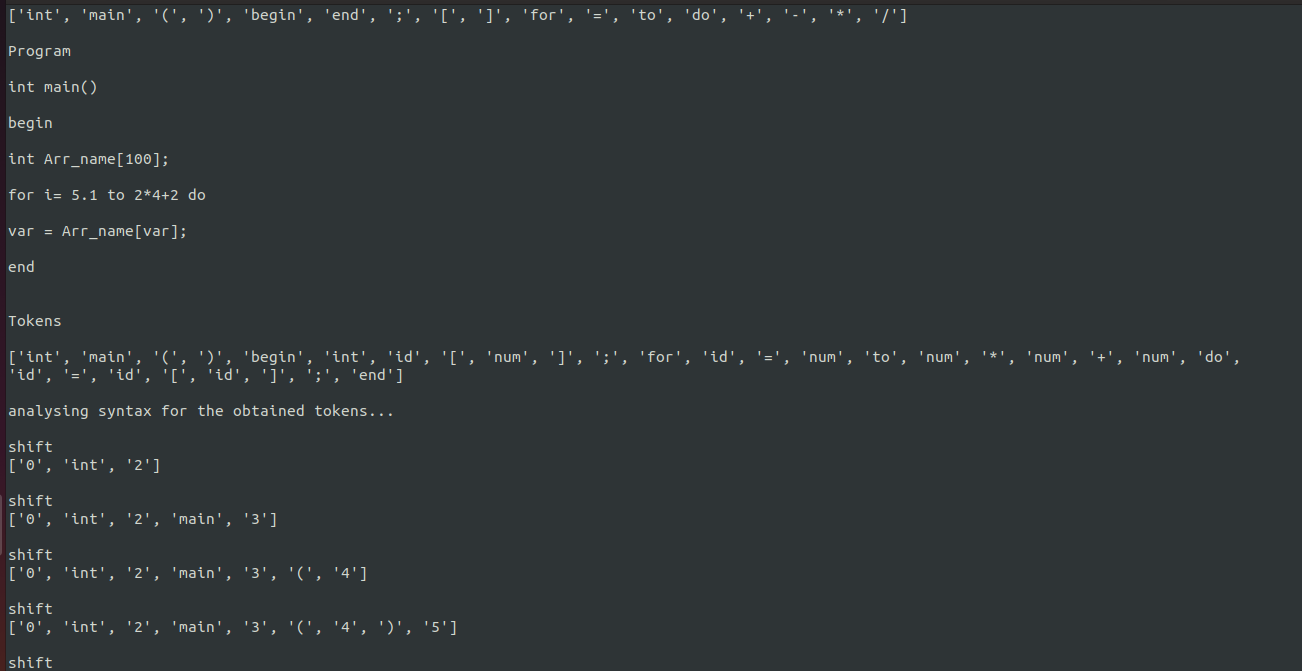 ['int', 'main', '(', ')', 'begin', 'end', ';', '[', ']', 'for', '=', 'to', 'do', '+', '-', '*', '/']
Program
int main()
begin
int Arr_name[100];
for i= 5.1 to 2*4+2 do
var = Arr_name[var];
end
Tokens
['int', 'main', '(', ')', 'begin', 'int', 'id', '[', 'num', ']', ';', 'for', 'id', '=', 'num', 'to', 'num', '*', 'num', '+', 'num', 'do',
'id', '=', 'id', '[', 'id', ']', ';', 'end']
analysing syntax for the obtained tokens...
shift
['0', 'int', '2']
shift
['0', 'int', '2', 'main', '3']
shift
['0', 'int', '2', 'main', '3', '(', '4']
shift
['0', 'int', '2', 'main', '3', '(', '4', ')', '5']
shift